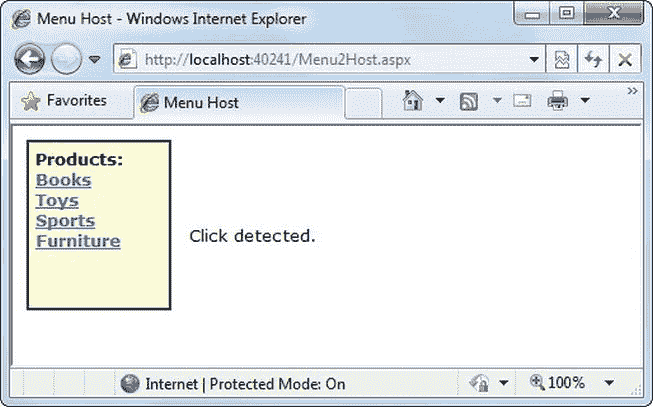 Menu Host - Windows Internet Explorer
http://localhost:40241/Menu2Host.aspx
Favorites
Menu Host
»
Products:
Books
Toys
Sports
Furniture
Click detected.
Internet | Protected Mode: On
100%